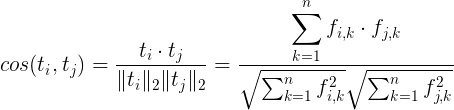 cos(t_i, t_j) = \frac{t_i \cdot t_j}{\|t_i\|_2 \|t_j\|_2} = \frac{\sum_{k=1}^{n} f_{i,k} \cdot f_{j,k}}{\sqrt{\sum_{k=1}^{n} f_{i,k}^2} \sqrt{\sum_{k=1}^{n} f_{j,k}^2}}